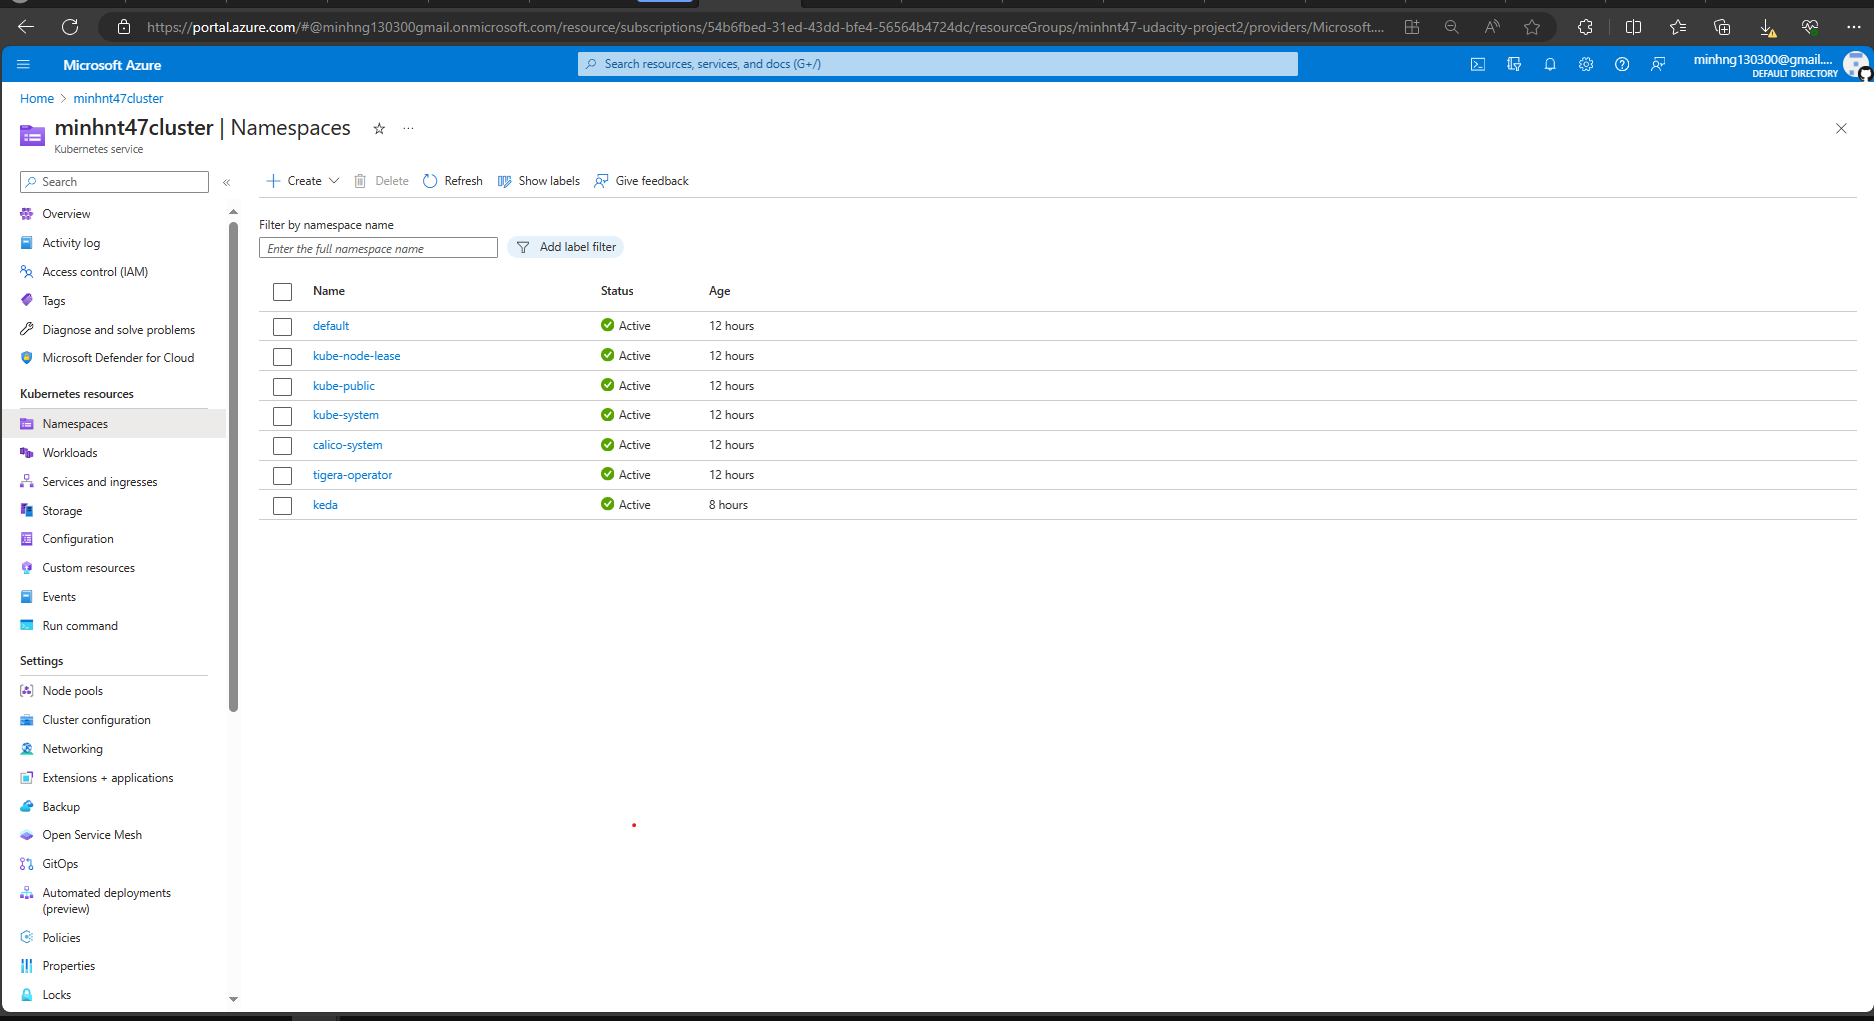 https://portal.azure.com/#@minhng130300gmail.onmicrosoft.com/resource/subscriptions/54b6fbed-31ed-43dd-bfe4-56564b4724dc/resourceGroups/minhnt47-udacity-project2/providers/Microsoft....
Microsoft Azure
Search resources, services, and docs (G+/)
minhng130300@gmail....
DEFAULT DIRECTORY
Home > minhnt47cluster
minhnt47cluster | Namespaces
Kubernetes service
Search
Create
Delete
Refresh
Show labels
Give feedback
Overview
Activity log
Access control (IAM)
Tags
Diagnose and solve problems
Microsoft Defender for Cloud
Kubernetes resources
Namespaces
Workloads
Services and ingresses
Storage
Configuration
Custom resources
Events
Run command
Settings
Node pools
Cluster configuration
Networking
Extensions + applications
Backup
Open Service Mesh
GitOps
Automated deployments
(preview)
Policies
Properties
Locks
Filter by namespace name
Enter the full namespace name
Add label filter
Name Status Age
default Active 12 hours
kube-node-lease Active 12 hours
kube-public Active 12 hours
kube-system Active 12 hours
calico-system Active 12 hours
tigera-operator Active 12 hours
keda Active 8 hours